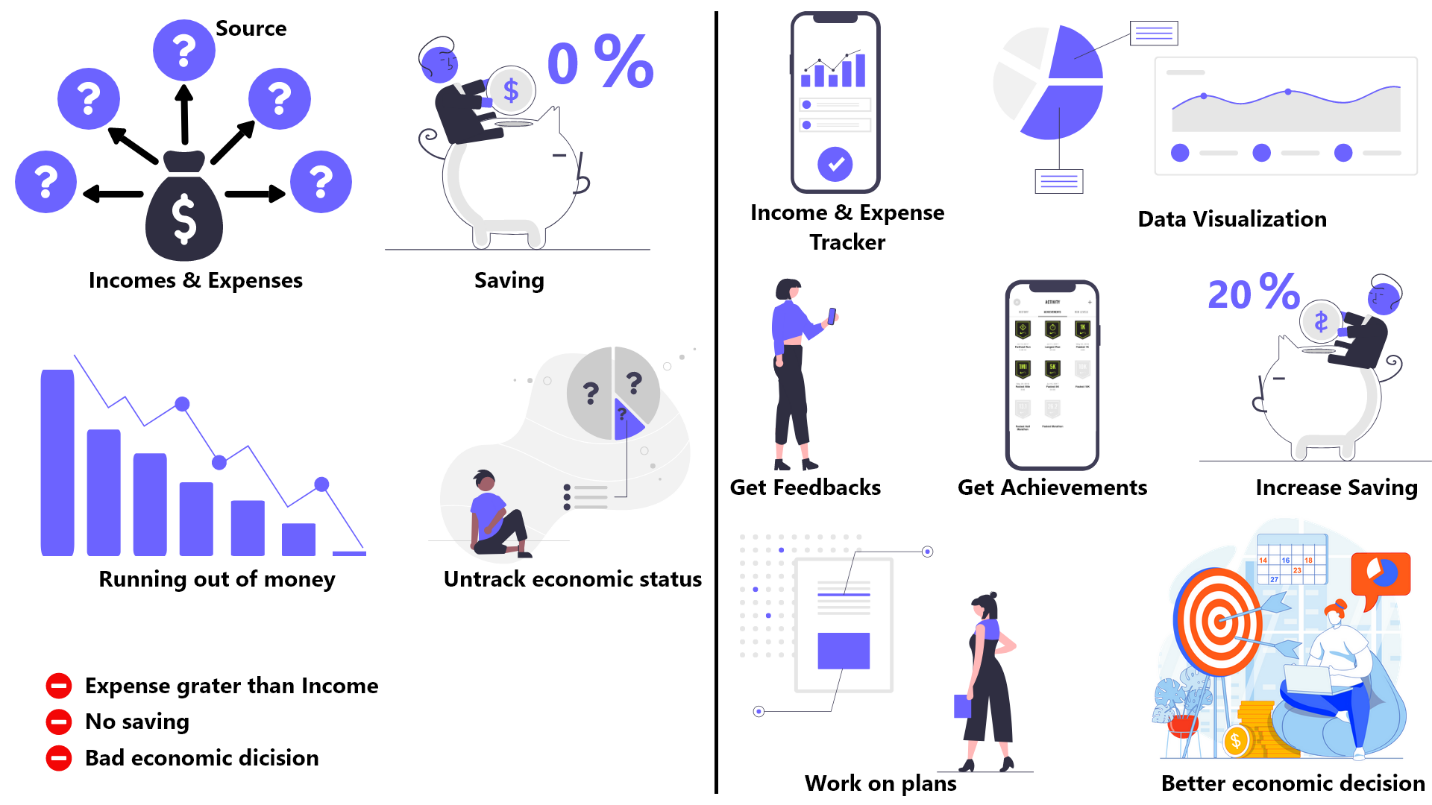 Source
0 %
Incomes & Expenses
Saving
Running out of money
Untrack economic status
Expense grater than Income
No saving
Bad economic dicision
Income & Expense
Tracker
Data Visualization
Get Feedbacks
ACTIVITY
Get Achievements
20 %
Increase Saving
Work on plans
14 16 18
23
27
Better economic decision